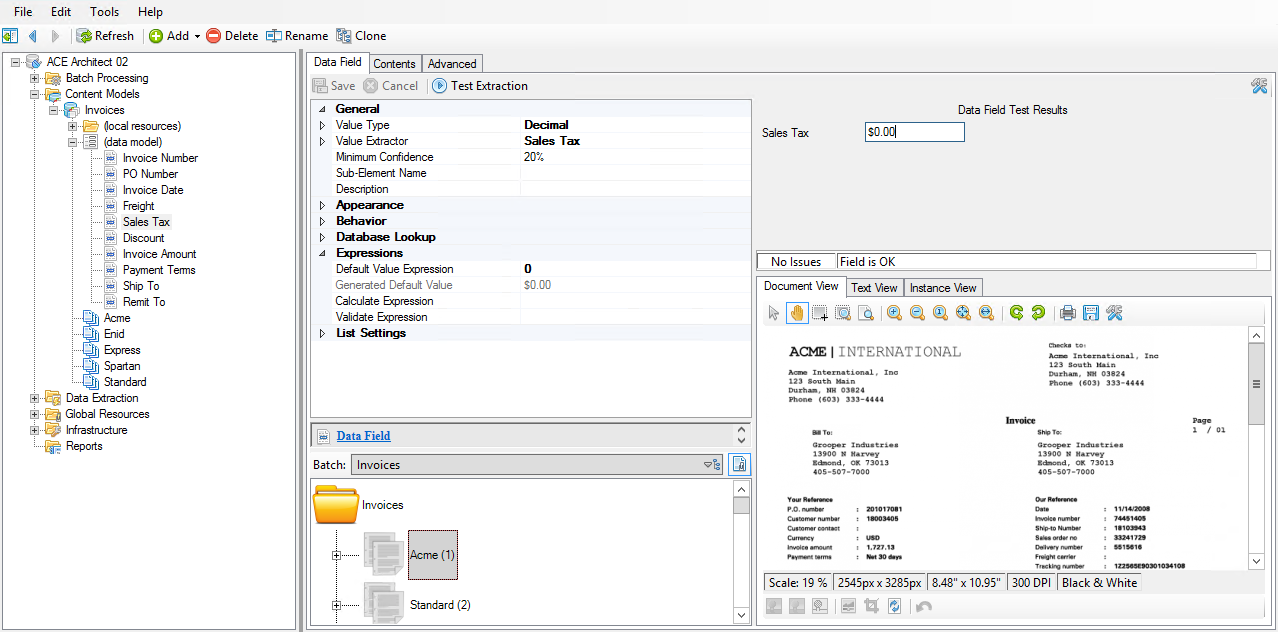 File Edit Tools Help
Refresh Add Delete Rename Clone
ACE Architect 02
Batch Processing
Content Models
Invoices
(local resources)
(data model)
Invoice Number
PO Number
Invoice Date
Freight
Sales Tax
Discount
Invoice Amount
Payment Terms
Ship To
Remit To
Acme
Enid
Express
Spartan
Standard
Data Extraction
Global Resources
Infrastructure
Reports
Data Field Contents Advanced
Save Cancel Test Extraction
General
Value Type Decimal
Value Extractor Sales Tax
Minimum Confidence 20%
Sub-Element Name
Description
Appearance
Behavior
Database Lookup
Expressions
Default Value Expression 0
Generated Default Value $0.00
Calculate Expression
Validate Expression
List Settings
Data Field
Batch: Invoices
Invoices
Acme (1)
Standard (2)
Data Field Test Results
Sales Tax $0.00
No Issues Field is OK
Document View Text View Instance View
ACME | INTERNATIONAL
Acme International, Inc
123 South Main
Durham, NH 03824
Phone (603) 333-4444
Checks to:
Acme International, Inc
123 South Main
Durham, NH 03824
Phone (603) 333-4444
Invoice
Page
1 / 01
Bill To:
Grooper Industries
13900 N Harvey
Edmond, OK 73013
405-507-7000
Ship To:
Grooper Industries
13900 N Harvey
Edmond, OK 73013
405-507-7000
Your Reference
P.O. number : 201017081
Customer number : 18003405
Customer contact :
Currency : USD
Invoice amount : 1,727.13
Payment terms : Net 30 days
Our Reference
Date : 11/14/2008
Invoice number : 74451405
Ship-to Number : 18103943
Sales order no : 33241729
Delivery number : 5515616
Freight carrier :
Tracking number : 1Z2565E90301034108
Scale: 19 % 2545px x 3285px 8.48" x 10.95" 300 DPI Black & White